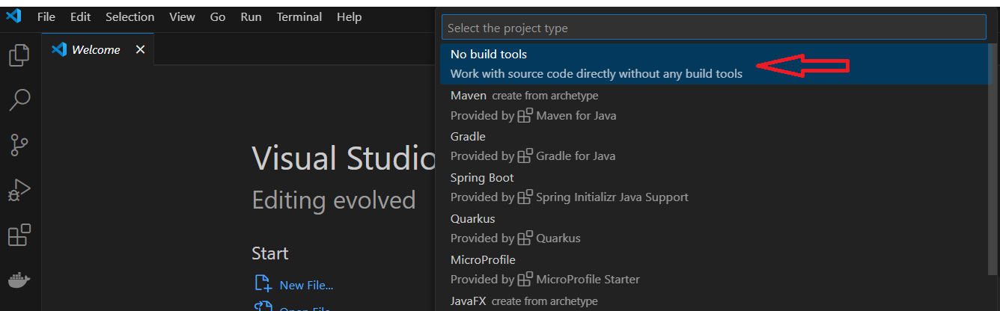 File Edit Selection View Go Run Terminal Help
Welcome
Visual Studio
Editing evolved
Start
New File...
Open File
Select the project type
No build tools
Work with source code directly without any build tools
Maven create from archetype
Provided by Maven for Java
Gradle
Provided by Gradle for Java
Spring Boot
Provided by Spring Initializr Java Support
Quarkus
Provided by Quarkus
MicroProfile
Provided by MicroProfile Starter
JavaFX create from archetype